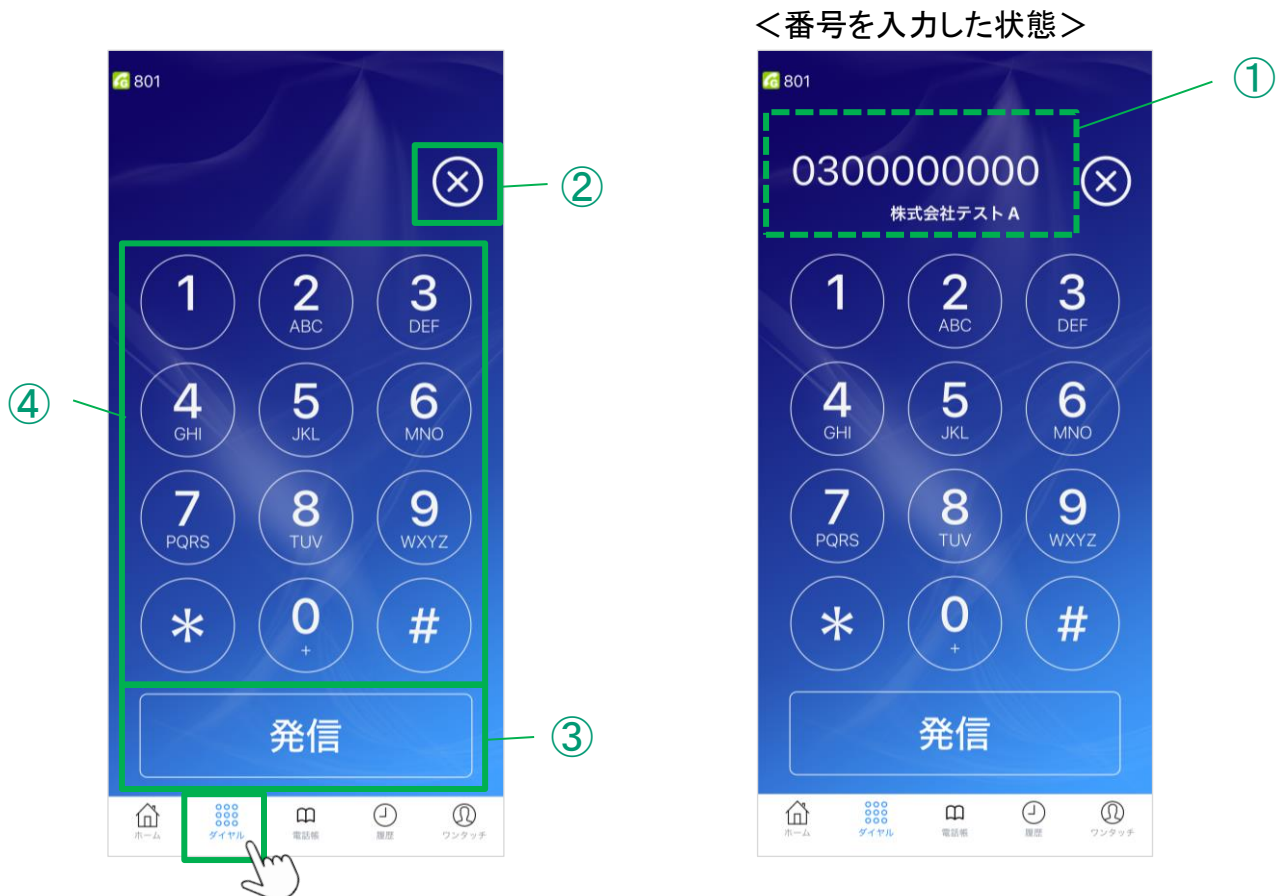 ＜番号を入力した状態＞
801
②
1
2
3
ABC
DEF
④
4
5
6
GHI
JKL
MNO
7
8
9
PQRS
TUV
WXYZ
*
0
#
+
発信
③
ホーム
ダイヤル
電話帳
履歴
ワンタッチ
801
①
0300000000
株式会社テスト A
1
2
3
ABC
DEF
4
5
6
GHI
JKL
MNO
7
8
9
PQRS
TUV
WXYZ
*
0
#
+
発信
ホーム
ダイヤル
電話帳
履歴
ワンタッチ